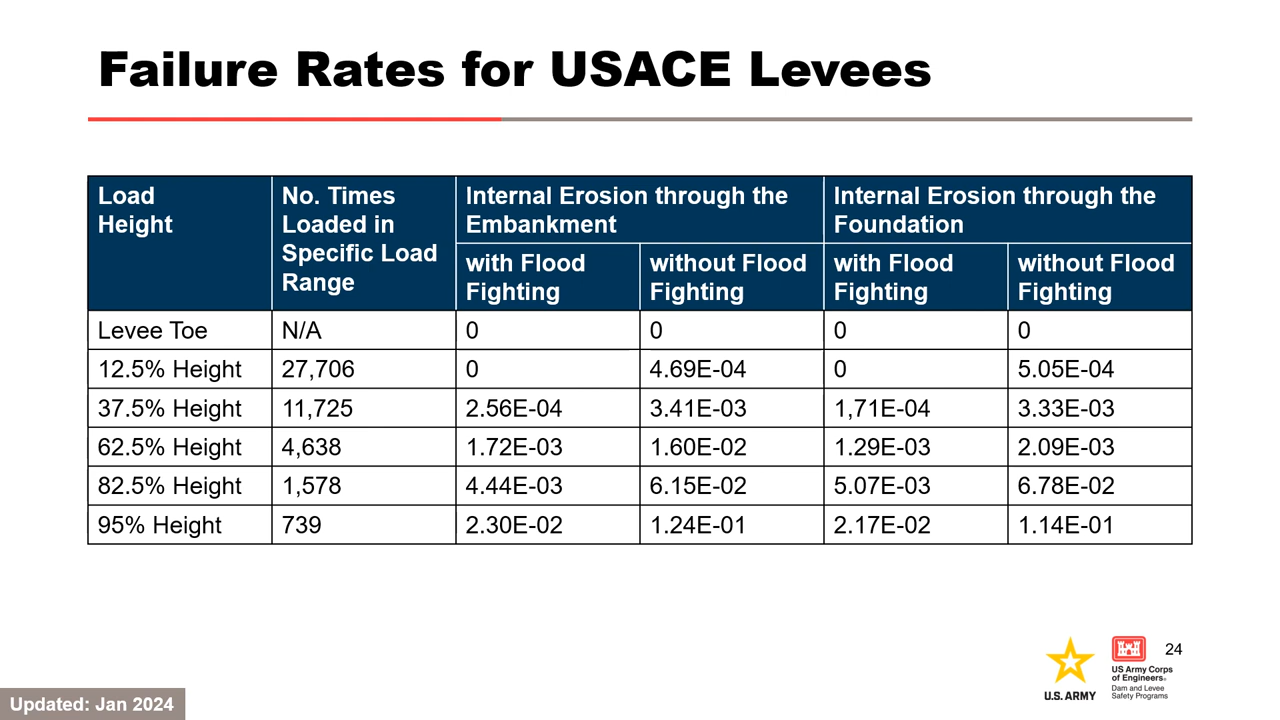 Failure Rates for USACE Levees
Load
Height
No. Times
Loaded in
Specific Load
Range
Internal Erosion through the
Embankment
Internal Erosion through the
Foundation
with Flood
Fighting
without Flood
Fighting
with Flood
Fighting
without Flood
Fighting
Levee Toe N/A 0 0 0 0
12.5% Height 27,706 0 4.69E-04 0 5.05E-04
37.5% Height 11,725 2.56E-04 3.41E-03 1,71E-04 3.33E-03
62.5% Height 4,638 1.72E-03 1.60E-02 1.29E-03 2.09E-03
82.5% Height 1,578 4.44E-03 6.15E-02 5.07E-03 6.78E-02
95% Height 739 2.30E-02 1.24E-01 2.17E-02 1.14E-01
24
U.S. ARMY
US Army Corps
of Engineers®
Dam and Levee
Safety Programs
Updated: Jan 2024